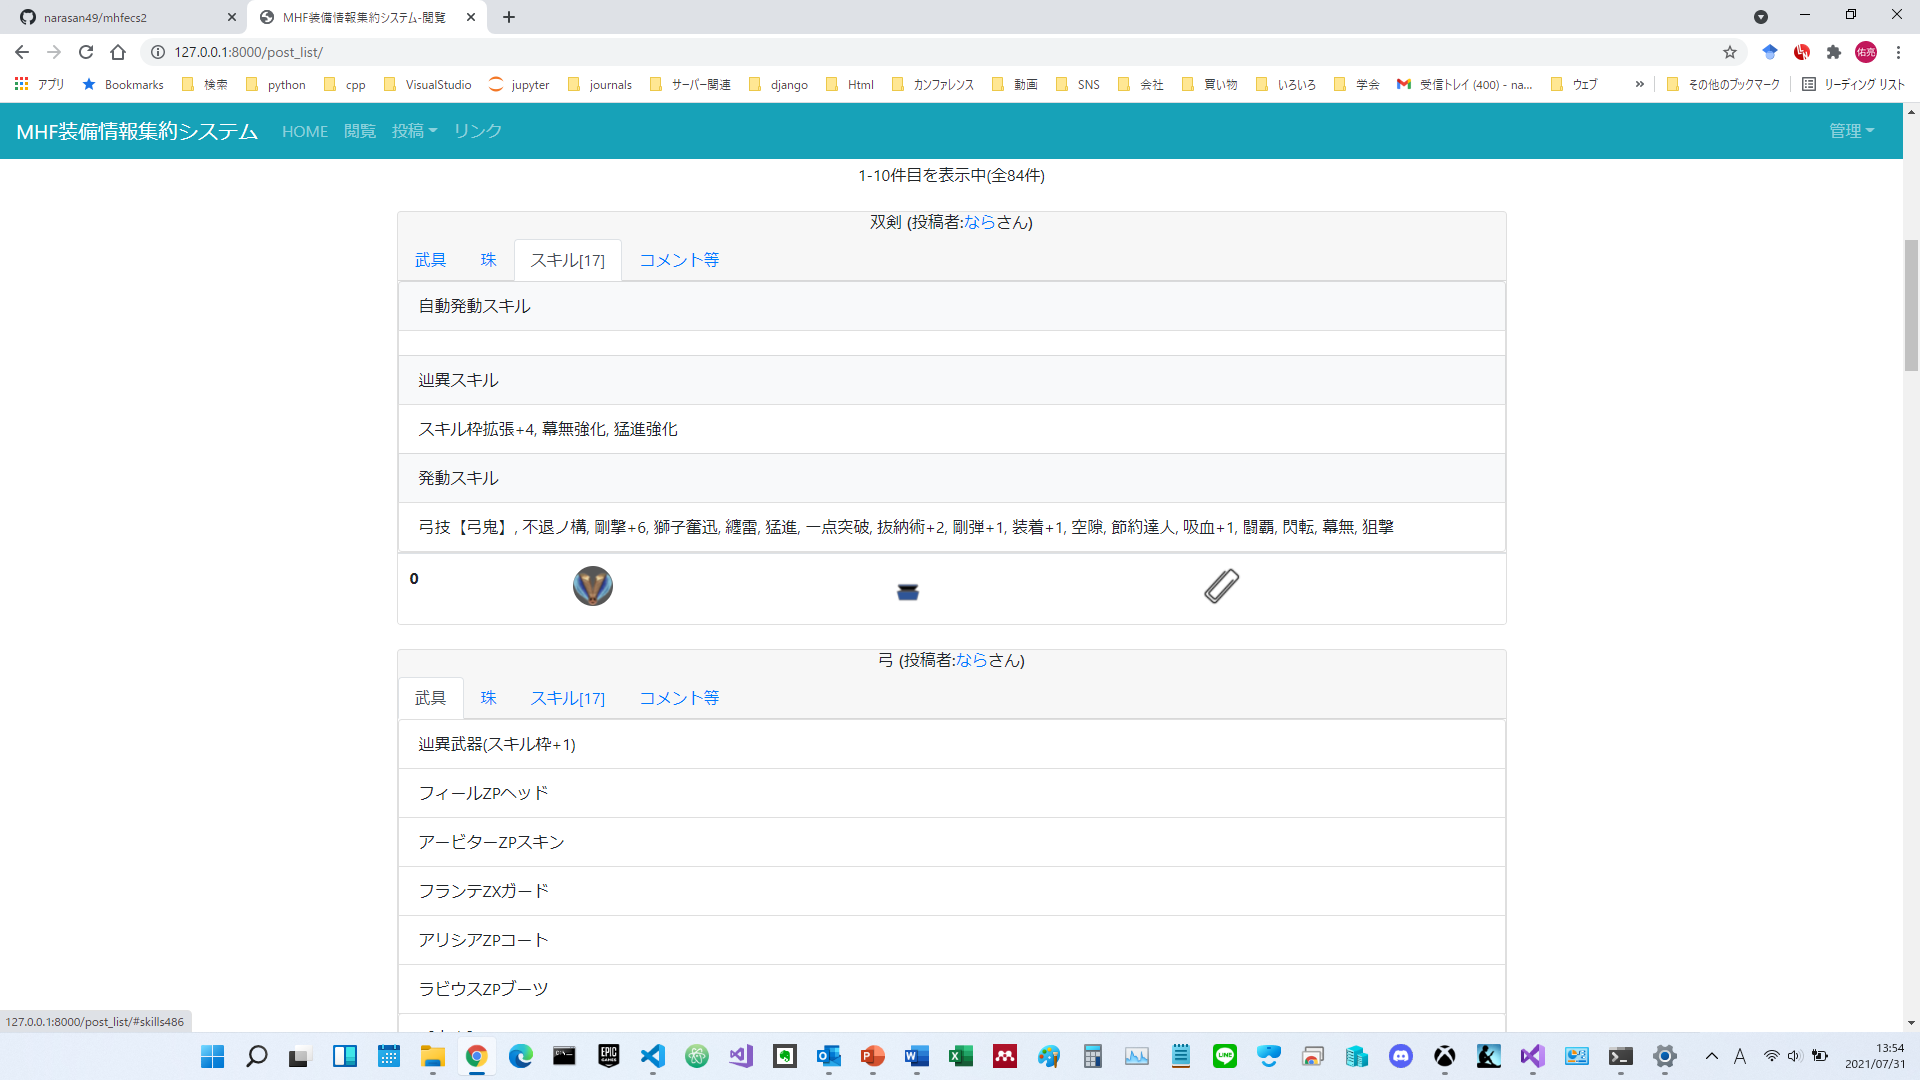 narasan49/mhfecs2
MHF装備情報集約システム-閲覧
127.0.0.1:8000/post_list/
佑亮
アプリ Bookmarks 検索 python cpp VisualStudio jupyter journals サーバー関連 django Html カンファレンス 動画 SNS 会社 買い物 いろいろ 学会 受信トレイ (400) - na... ウェブ » その他のブックマーク リーディング リスト
MHF装備情報集約システム HOME 閲覧 投稿 リンク 管理
1-10件目を表示中(全84件)
双剣 (投稿者:ならさん)
武具 珠 スキル[17] コメント等
自動発動スキル
辿異スキル
スキル枠拡張+4, 幕無強化, 猛進強化
発動スキル
弓技【弓鬼】, 不退ノ構, 剛撃+6, 獅子奮迅, 纏雷, 猛進, 一点突破, 抜納術+2, 剛弾+1, 装着+1, 空隙, 節約達人, 吸血+1, 闘覇, 閃転, 幕無, 狙撃
0
弓 (投稿者:ならさん)
武具 珠 スキル[17] コメント等
辿異武器(スキル枠+1)
フィールZPヘッド
アービターZPスキン
フランテZXガード
アリシアZPコート
ラビウスZPブーツ
127.0.0.1:8000/post_list/#skills486
EPIC GAMES
LINE
A
13:54
2021/07/31